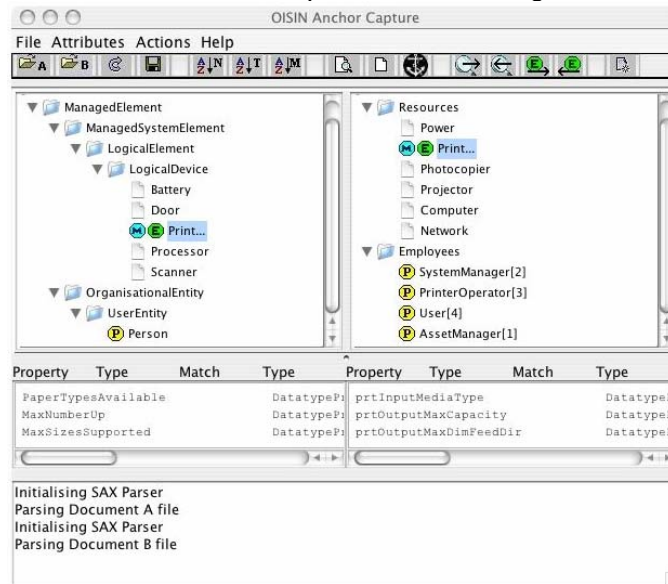 OISIN Anchor Capture
File Attributes Actions Help
A B N T M E E
ManagedElement
ManagedSystemElement
LogicalElement
LogicalDevice
Battery
Door
M E Print...
Processor
Scanner
OrganisationalEntity
UserEntity
P Person
Resources
Power
M E Print...
Photocopier
Projector
Computer
Network
Employees
P SystemManager[2]
P PrinterOperator[3]
P User[4]
P AssetManager[1]
Property Type Match Type
PaperTypesAvailable DatatypeP
MaxNumberUp DatatypeP
MaxSizesSupported DatatypeP
Property Type Match Type
prtInputMediaType Datatype
prtOutputMaxCapacity Datatype
prtOutputMaxDimFeedDir Datatype
Initialising SAX Parser
Parsing Document A file
Initialising SAX Parser
Parsing Document B file